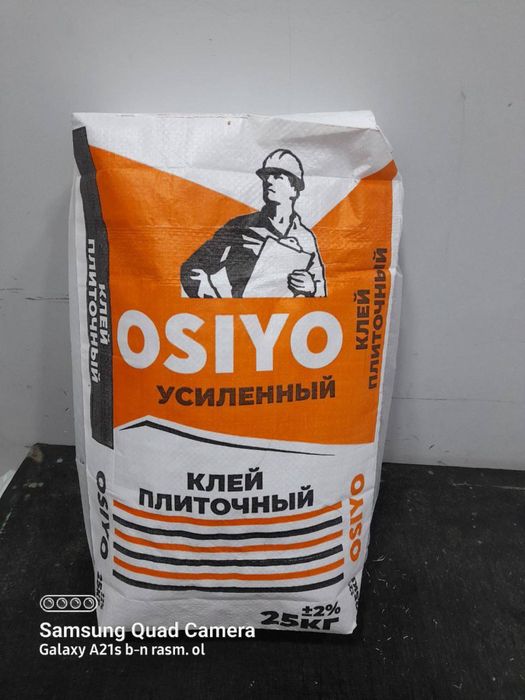 КЛЕЙ
ПЛИТОЧНЫЙ
OSIYO
OSIYO
УСИЛЕННЫЙ
КЛЕЙ
ПЛИТОЧНЫЙ
±2%
25КГ
КЛЕЙ
ПЛИТОЧНЫЙ
OSIYO
Samsung Quad Camera
Galaxy A21s b-n rasm. ol